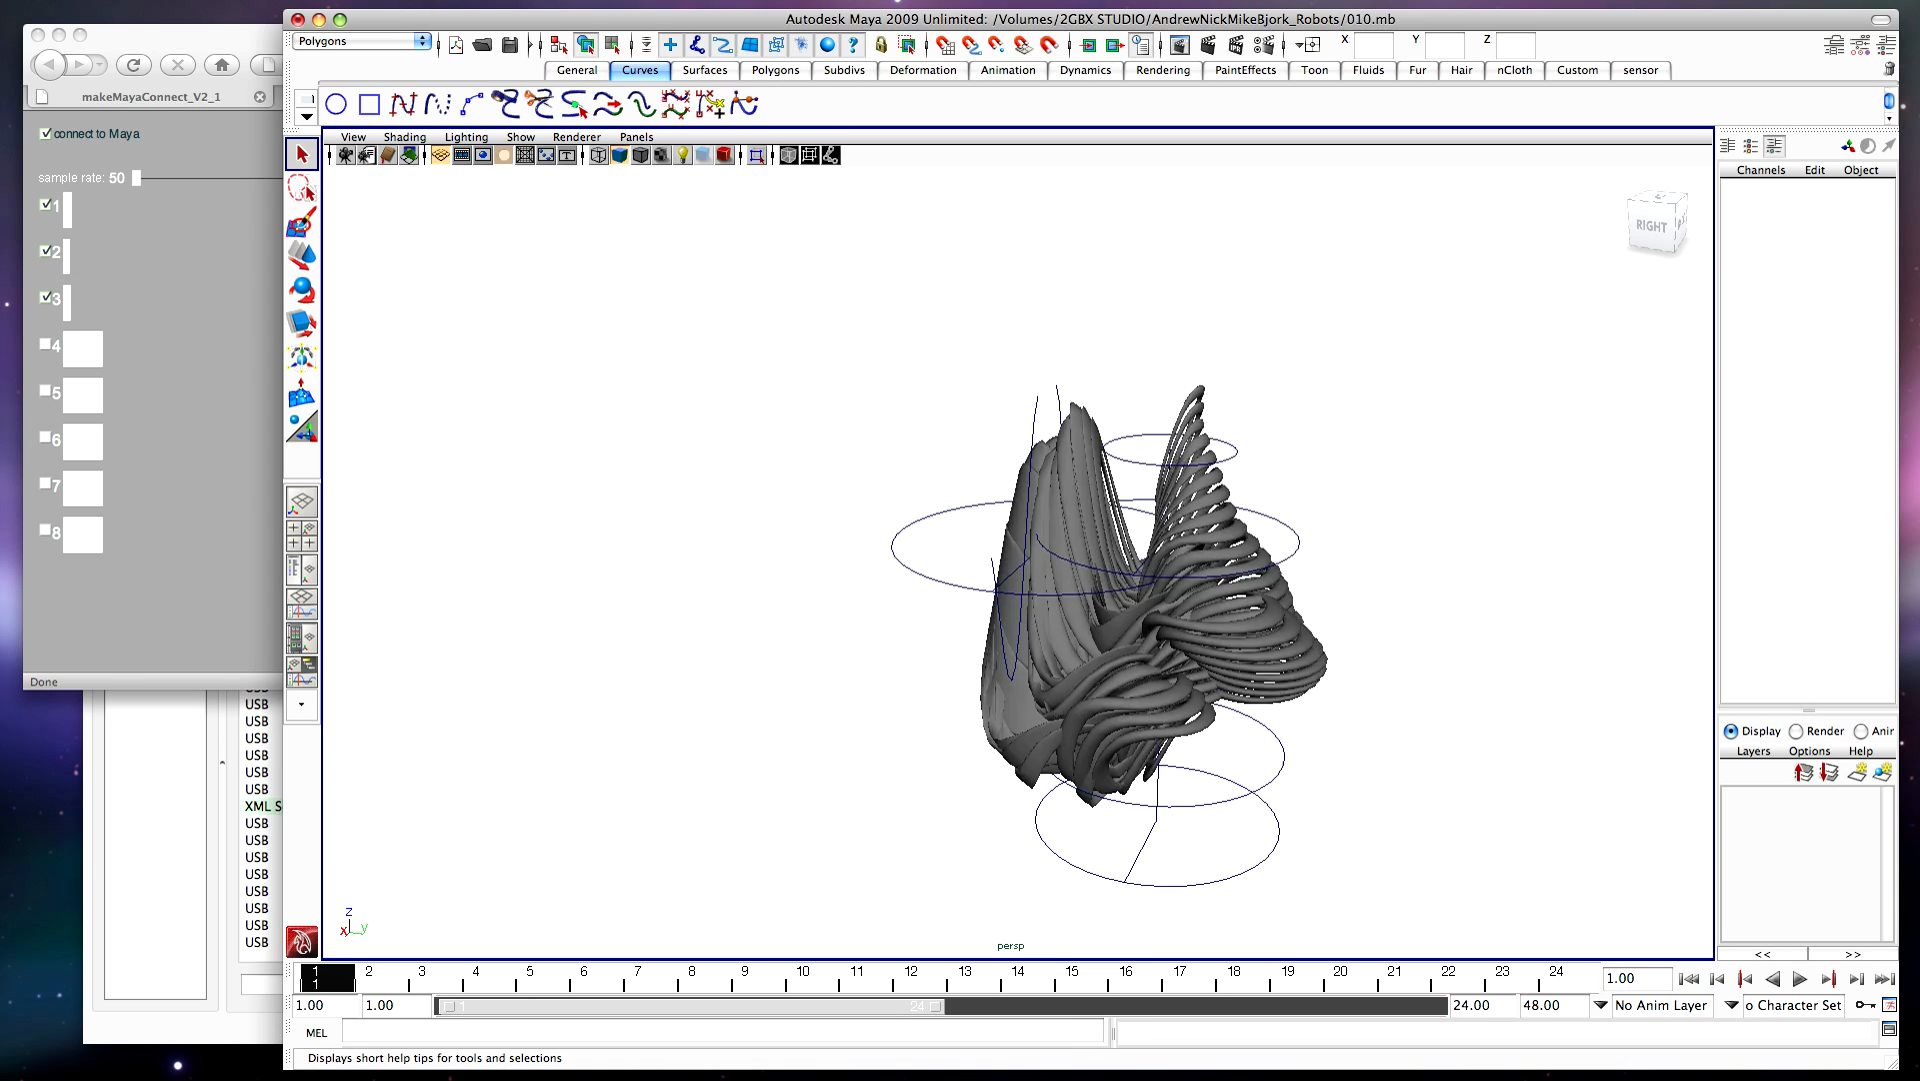 Autodesk Maya 2009 Unlimited: /Volumes/2GBX STUDIO/AndrewNickMikeBjork_Robots/010.mb
Polygons
X Y Z
General Curves Surfaces Polygons Subdivs Deformation Animation Dynamics Rendering PaintEffects Toon Fluids Fur Hair nCloth Custom sensor
makeMayaConnect_V2_1
connect to Maya
sample rate: 50
1
2
3
4
5
6
7
8
Done
USB
USB
USB
USB
USB
USB
XML S
USB
USB
USB
USB
USB
USB
USB
USB
View Shading Lighting Show Renderer Panels
RIGHT
z
x y
persp
Channels Edit Object
Display Render Anir
Layers Options Help
<< >>
1 2 3 4 5 6 7 8 9 10 11 12 13 14 15 16 17 18 19 20 21 22 23 24
1
1.00
1.00 1.00 1 24 24.00 48.00 No Anim Layer o Character Set
MEL
Displays short help tips for tools and selections